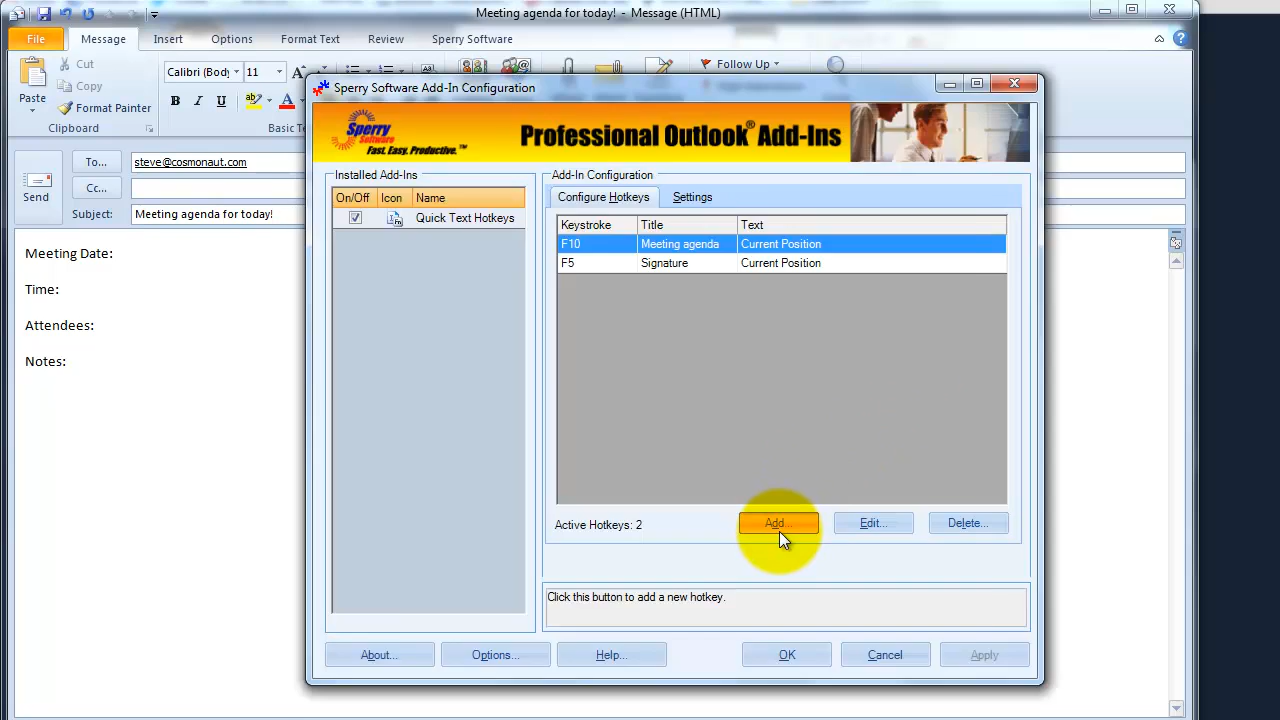 Meeting agenda for today! - Message (HTML)
File Message Insert Options Format Text Review Sperry Software
Cut
Copy
Paste
Format Painter
Clipboard
Calibri (Body 11
B I U
Basic Te
Follow Up
To... steve@cosmonaut.com
Cc...
Send
Subject: Meeting agenda for today!
Meeting Date:
Time:
Attendees:
Notes:
Sperry Software Add-In Configuration
Sperry Software
Fast. Easy. Productive.™
Professional Outlook® Add-Ins
Installed Add-Ins
On/Off Icon Name
Quick Text Hotkeys
Add-In Configuration
Configure Hotkeys Settings
Keystroke Title Text
F10 Meeting agenda Current Position
F5 Signature Current Position
Active Hotkeys: 2
Add... Edit... Delete...
Click this button to add a new hotkey.
About... Options... Help... OK Cancel Apply